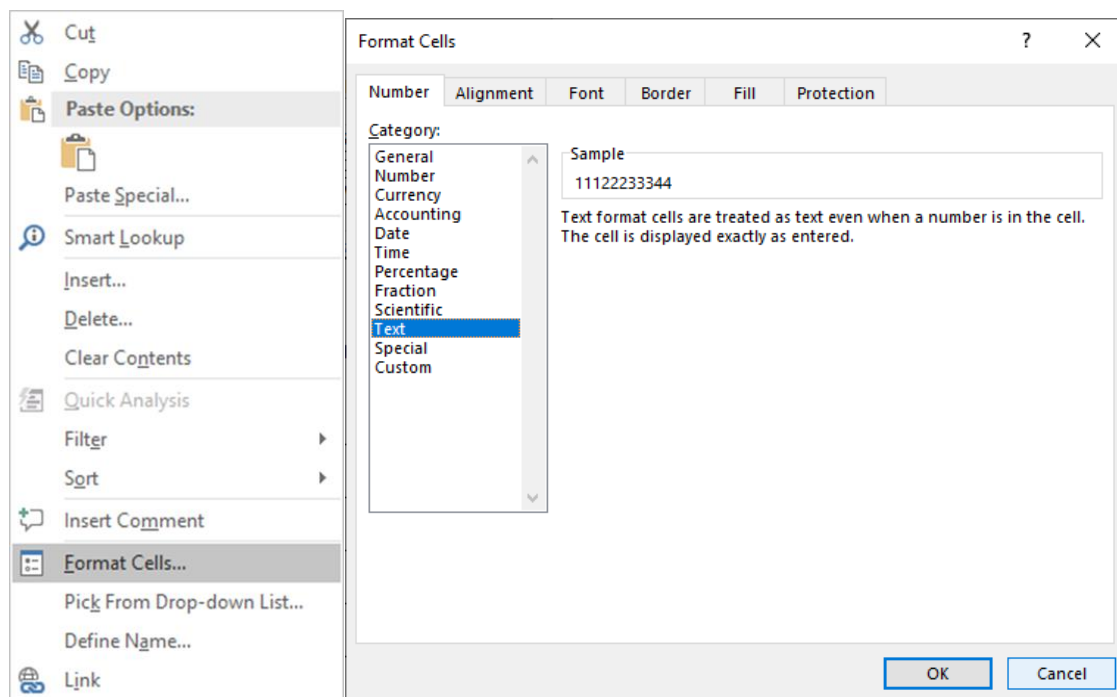 Cut
Copy
Paste Options:
Paste Special...
Smart Lookup
Insert...
Delete...
Clear Contents
Quick Analysis
Filter
Sort
Insert Comment
Format Cells...
Pick From Drop-down List...
Define Name...
Link
Format Cells
?
Number Alignment Font Border Fill Protection
Category:
General
Number
Currency
Accounting
Date
Time
Percentage
Fraction
Scientific
Text
Special
Custom
Sample
11122233344
Text format cells are treated as text even when a number is in the cell.
The cell is displayed exactly as entered.
OK Cancel